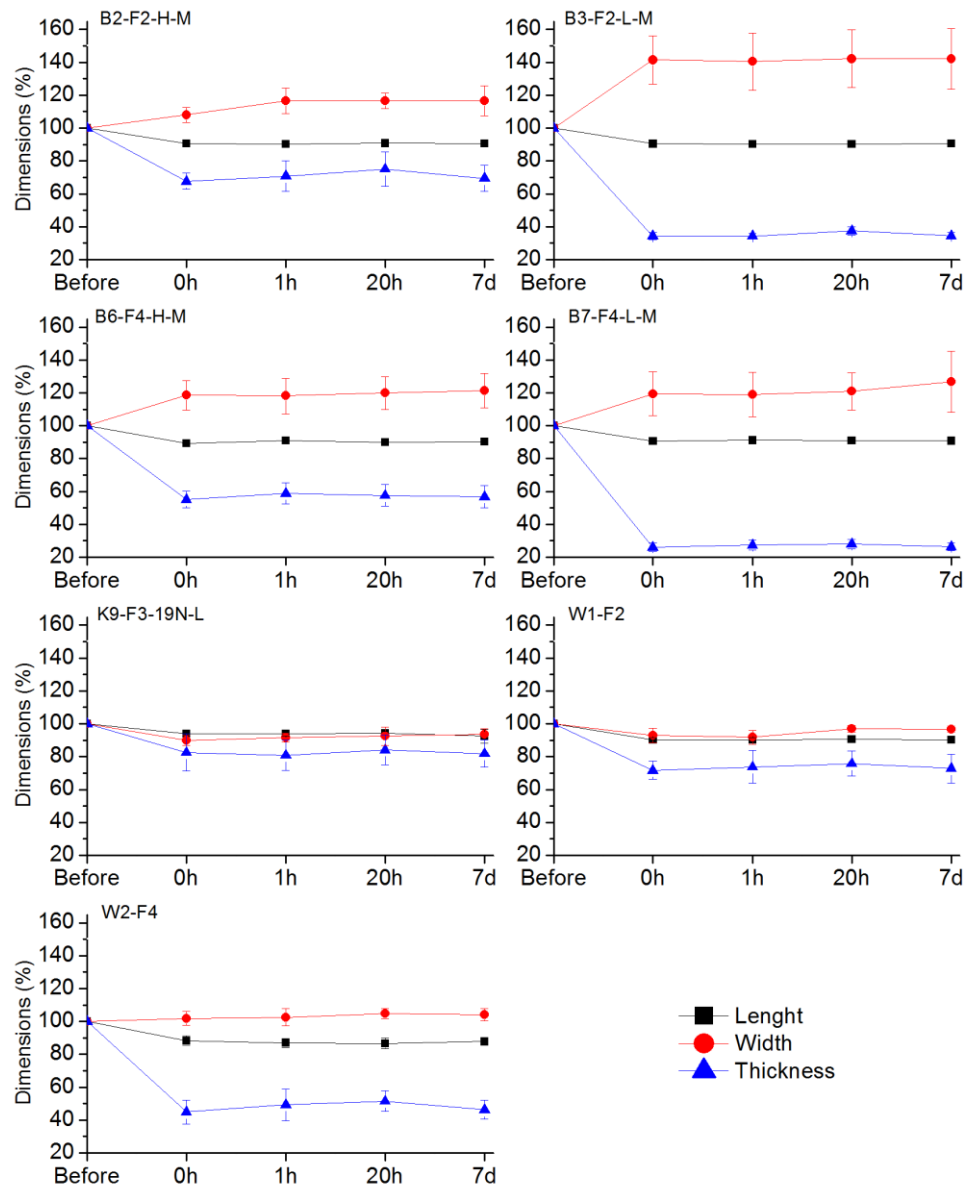 B2-F2-H-M
Dimensions (%)
160
140
120
100
80
60
40
20
Before 0h 1h 20h 7d
B3-F2-L-M
160
140
120
100
80
60
40
20
Before 0h 1h 20h 7d
B6-F4-H-M
Dimensions (%)
160
140
120
100
80
60
40
20
Before 0h 1h 20h 7d
B7-F4-L-M
160
140
120
100
80
60
40
20
Before 0h 1h 20h 7d
K9-F3-19N-L
Dimensions (%)
160
140
120
100
80
60
40
20
Before 0h 1h 20h 7d
W1-F2
160
140
120
100
80
60
40
20
Before 0h 1h 20h 7d
W2-F4
Dimensions (%)
160
140
120
100
80
60
40
20
Before 0h 1h 20h 7d
Lenght
Width
Thickness